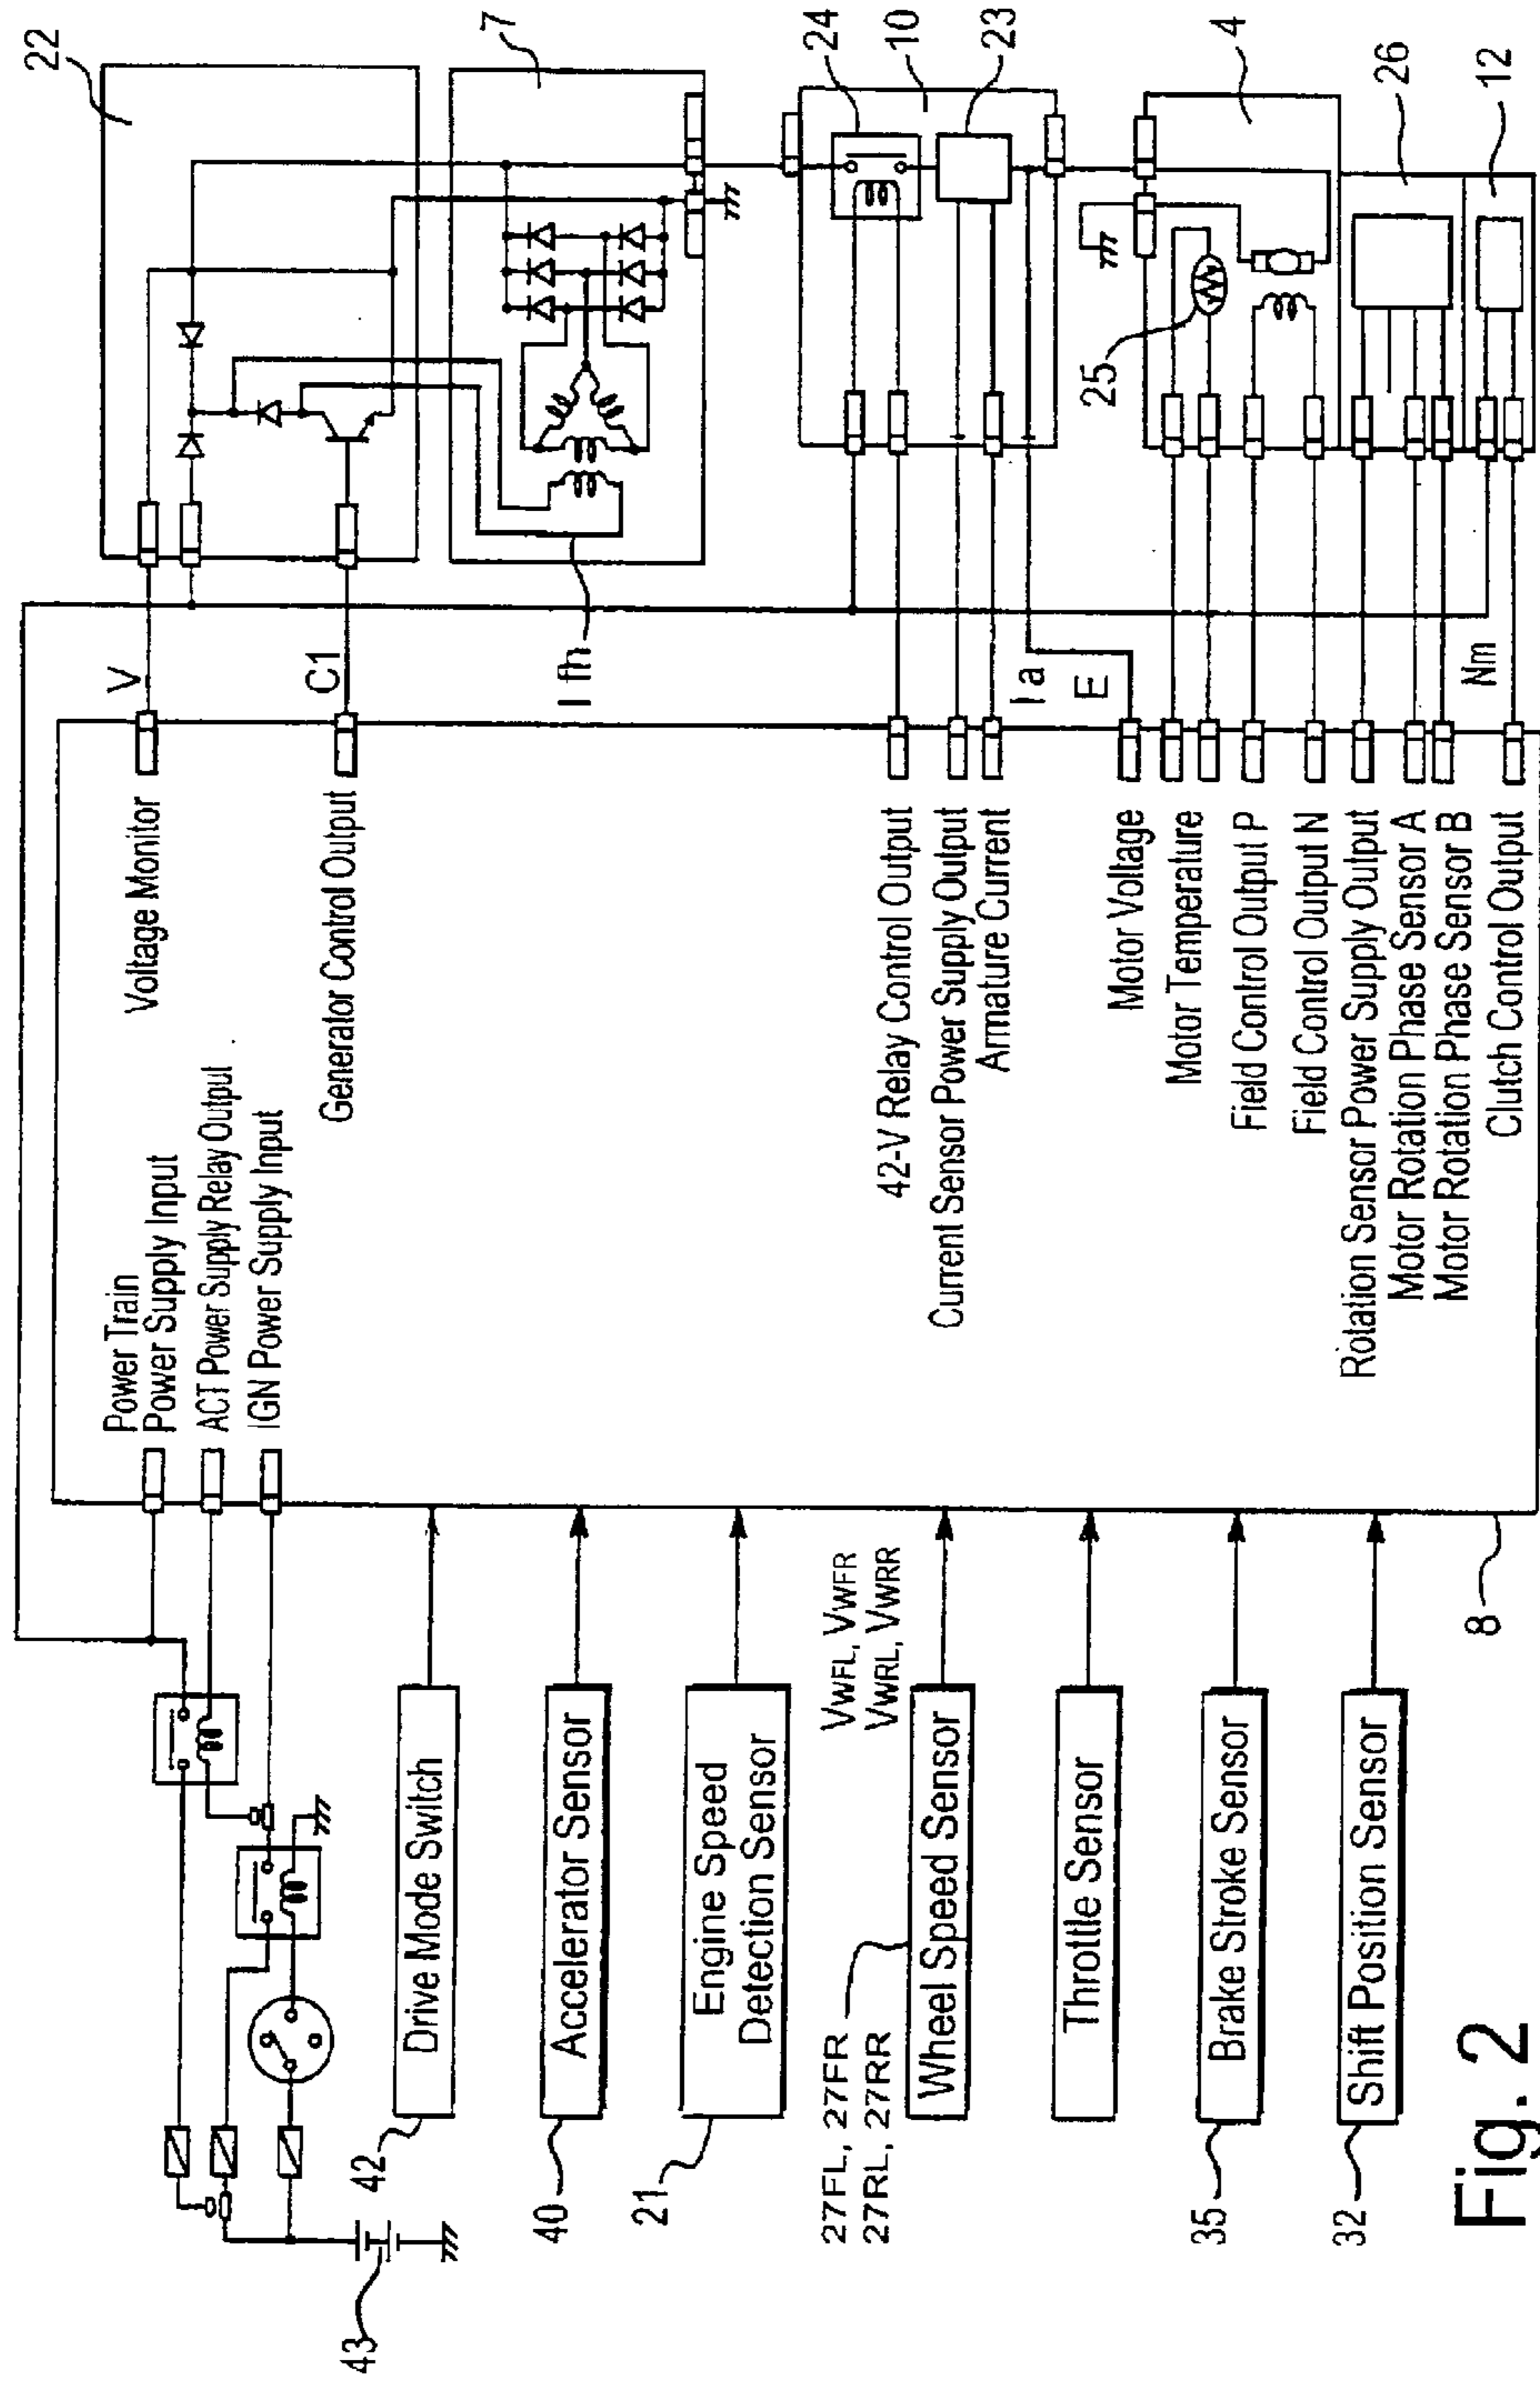 Fig. 2
43
42
Drive Mode Switch
40
Accelerator Sensor
21
Engine Speed
Detection Sensor
27FL, 27FR
27RL, 27RR
VWFL, VWFR
VWRL, VWRR
Wheel Speed Sensor
Throttle Sensor
35
Brake Stroke Sensor
32
Shift Position Sensor
8
Power Train
Power Supply Input
ACT Power Supply Relay Output
IGN Power Supply Input
Voltage Monitor
Generator Control Output
42-V Relay Control Output
Current Sensor Power Supply Output
Armature Current
Motor Voltage
Motor Temperature
Field Control Output P
Field Control Output N
Rotation Sensor Power Supply Output
Motor Rotation Phase Sensor A
Motor Rotation Phase Sensor B
Clutch Control Output
V
C1
I fh
I a
E
Nm
25
22
7
24
10
23
4
26
12